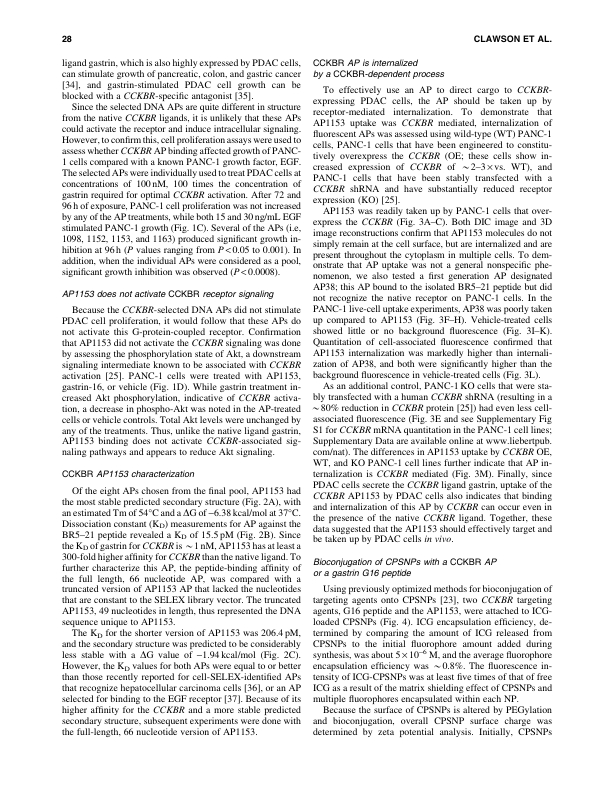 28
CLAWSON ET AL.
ligand gastrin, which is also highly expressed by PDAC cells,
can stimulate growth of pancreatic, colon, and gastric cancer
[34], and gastrin-stimulated PDAC cell growth can be
blocked with a CCKBR-specific antagonist [35].
Since the selected DNA APs are quite different in structure
from the native CCKBR ligands, it is unlikely that these APs
could activate the receptor and induce intracellular signaling.
However, to confirm this, cell proliferation assays were used to
assess whether CCKBR AP binding affected growth of PANC-
1 cells compared with a known PANC-1 growth factor, EGF.
The selected APs were individually used to treat PDAC cells at
concentrations of 100 nM, 100 times the concentration of
gastrin required for optimal CCKBR activation. After 72 and
96 h of exposure, PANC-1 cell proliferation was not increased
by any of the AP treatments, while both 15 and 30 ng/mL EGF
stimulated PANC-1 growth (Fig. 1C). Several of the APs (i.e,
1098, 1152, 1153, and 1163) produced significant growth in-
hibition at 96 h (P values ranging from P < 0.05 to 0.001). In
addition, when the individual APs were considered as a pool,
significant growth inhibition was observed (P < 0.0008).
AP1153 does not activate CCKBR receptor signaling
Because the CCKBR-selected DNA APs did not stimulate
PDAC cell proliferation, it would follow that these APs do
not activate this G-protein-coupled receptor. Confirmation
that AP1153 did not activate the CCKBR signaling was done
by assessing the phosphorylation state of Akt, a downstream
signaling intermediate known to be associated with CCKBR
activation [25]. PANC-1 cells were treated with AP1153,
gastrin-16, or vehicle (Fig. 1D). While gastrin treatment in-
creased Akt phosphorylation, indicative of CCKBR activa-
tion, a decrease in phospho-Akt was noted in the AP-treated
cells or vehicle controls. Total Akt levels were unchanged by
any of the treatments. Thus, unlike the native ligand gastrin,
AP1153 binding does not activate CCKBR-associated sig-
naling pathways and appears to reduce Akt signaling.
CCKBR AP1153 characterization
Of the eight APs chosen from the final pool, AP1153 had
the most stable predicted secondary structure (Fig. 2A), with
an estimated Tm of 54°C and a ΔG of −6.38 kcal/mol at 37°C.
Dissociation constant (KD) measurements for AP against the
BR5–21 peptide revealed a KD of 15.5 pM (Fig. 2B). Since
the KD of gastrin for CCKBR is ~1 nM, AP1153 has at least a
300-fold higher affinity for CCKBR than the native ligand. To
further characterize this AP, the peptide-binding affinity of
the full length, 66 nucleotide AP, was compared with a
truncated version of AP1153 AP that lacked the nucleotides
that are constant to the SELEX library vector. The truncated
AP1153, 49 nucleotides in length, thus represented the DNA
sequence unique to AP1153.
The KD for the shorter version of AP1153 was 206.4 pM,
and the secondary structure was predicted to be considerably
less stable with a ΔG value of −1.94 kcal/mol (Fig. 2C).
However, the KD values for both APs were equal to or better
than those recently reported for cell-SELEX-identified APs
that recognize hepatocellular carcinoma cells [36], or an AP
selected for binding to the EGF receptor [37]. Because of its
higher affinity for the CCKBR and a more stable predicted
secondary structure, subsequent experiments were done with
the full-length, 66 nucleotide version of AP1153.
CCKBR AP is internalized
by a CCKBR-dependent process
To effectively use an AP to direct cargo to CCKBR-
expressing PDAC cells, the AP should be taken up by
receptor-mediated internalization. To demonstrate that
AP1153 uptake was CCKBR mediated, internalization of
fluorescent APs was assessed using wild-type (WT) PANC-1
cells, PANC-1 cells that have been engineered to constitu-
tively overexpress the CCKBR (OE; these cells show in-
creased expression of CCKBR of ~2–3× vs. WT), and
PANC-1 cells that have been stably transfected with a
CCKBR shRNA and have substantially reduced receptor
expression (KO) [25].
AP1153 was readily taken up by PANC-1 cells that over-
express the CCKBR (Fig. 3A–C). Both DIC image and 3D
image reconstructions confirm that AP1153 molecules do not
simply remain at the cell surface, but are internalized and are
present throughout the cytoplasm in multiple cells. To dem-
onstrate that AP uptake was not a general nonspecific phe-
nomenon, we also tested a first generation AP designated
AP38; this AP bound to the isolated BR5–21 peptide but did
not recognize the native receptor on PANC-1 cells. In the
PANC-1 live-cell uptake experiments, AP38 was poorly taken
up compared to AP1153 (Fig. 3F–H). Vehicle-treated cells
showed little or no background fluorescence (Fig. 3I–K).
Quantitation of cell-associated fluorescence confirmed that
AP1153 internalization was markedly higher than internali-
zation of AP38, and both were significantly higher than the
background fluorescence in vehicle-treated cells (Fig. 3L).
As an additional control, PANC-1 KO cells that were sta-
bly transfected with a human CCKBR shRNA (resulting in a
~80% reduction in CCKBR protein [25]) had even less cell-
associated fluorescence (Fig. 3E and see Supplementary Fig
S1 for CCKBR mRNA quantitation in the PANC-1 cell lines;
Supplementary Data are available online at www.liebertpub.
com/nat). The differences in AP1153 uptake by CCKBR OE,
WT, and KO PANC-1 cell lines further indicate that AP in-
ternalization is CCKBR mediated (Fig. 3M). Finally, since
PDAC cells secrete the CCKBR ligand gastrin, uptake of the
CCKBR AP1153 by PDAC cells also indicates that binding
and internalization of this AP by CCKBR can occur even in
the presence of the native CCKBR ligand. Together, these
data suggested that the AP1153 should effectively target and
be taken up by PDAC cells in vivo.
Bioconjugation of CPSNPs with a CCKBR AP
or a gastrin G16 peptide
Using previously optimized methods for bioconjugation of
targeting agents onto CPSNPs [23], two CCKBR targeting
agents, G16 peptide and the AP1153, were attached to ICG-
loaded CPSNPs (Fig. 4). ICG encapsulation efficiency, de-
termined by comparing the amount of ICG released from
CPSNPs to the initial fluorophore amount added during
synthesis, was about 5 × 10⁻⁶ M, and the average fluorophore
encapsulation efficiency was ~0.8%. The fluorescence in-
tensity of ICG-CPSNPs was at least five times of that of free
ICG as a result of the matrix shielding effect of CPSNPs and
multiple fluorophores encapsulated within each NP.
Because the surface of CPSNPs is altered by PEGylation
and bioconjugation, overall CPSNP surface charge was
determined by zeta potential analysis. Initially, CPSNPs